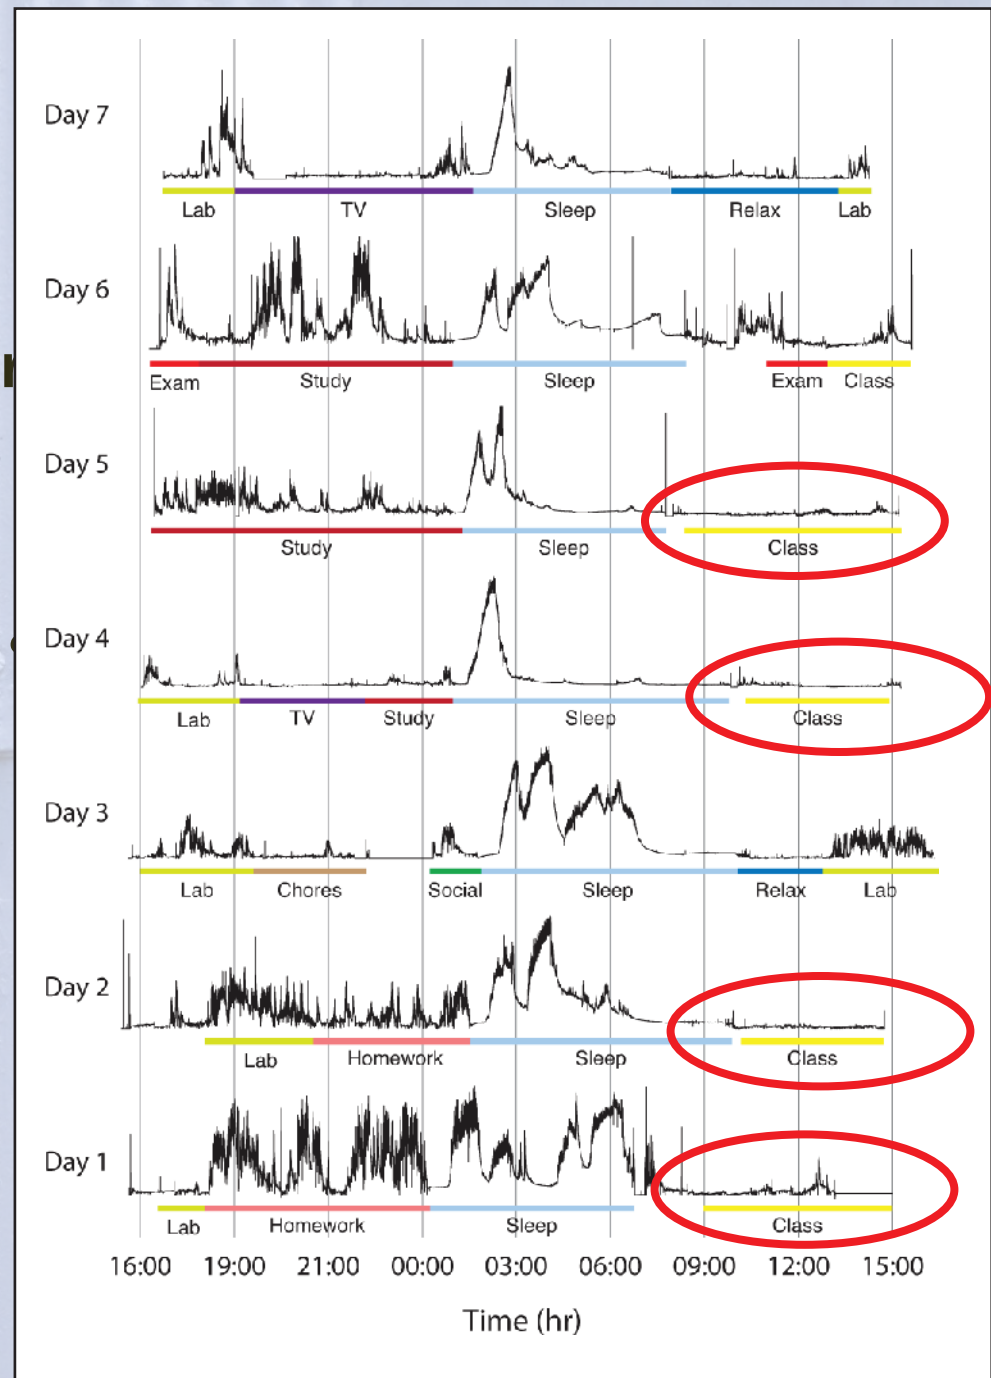 Day 7
Lab TV Sleep Relax Lab
Day 6
Exam Study Sleep Exam Class
Day 5
Study Sleep Class
Day 4
Lab TV Study Sleep Class
Day 3
Lab Chores Social Sleep Relax Lab
Day 2
Lab Homework Sleep Class
Day 1
Lab Homework Sleep Class
16:00 19:00 21:00 00:00 03:00 06:00 09:00 12:00 15:00
Time (hr)